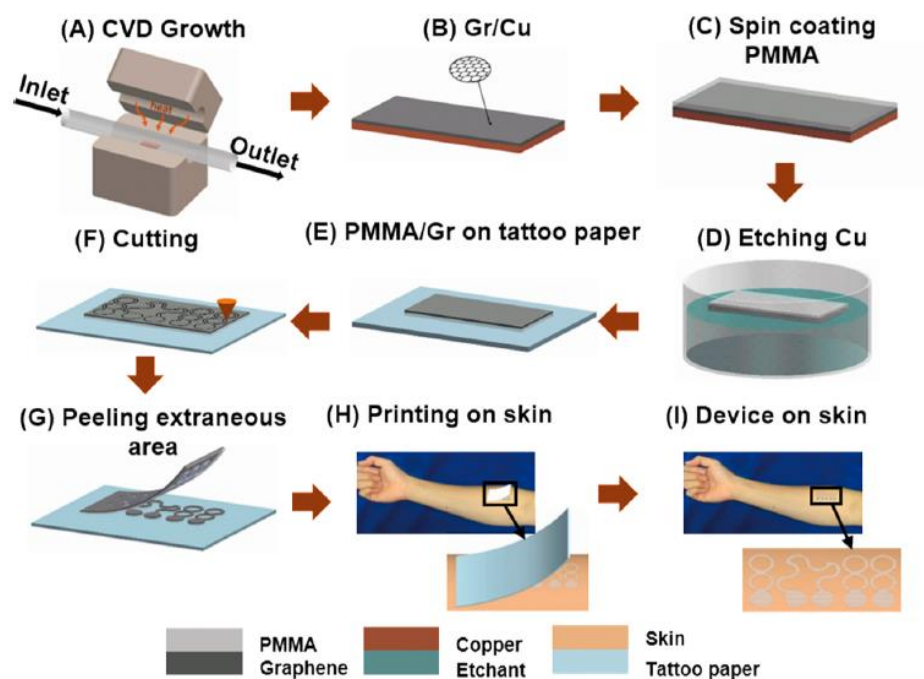 (A) CVD Growth
Inlet
heat
Outlet
(B) Gr/Cu
(C) Spin coating
PMMA
(D) Etching Cu
(E) PMMA/Gr on tattoo paper
(F) Cutting
(G) Peeling extraneous
area
(H) Printing on skin
(I) Device on skin
PMMA
Graphene
Copper
Etchant
Skin
Tattoo paper